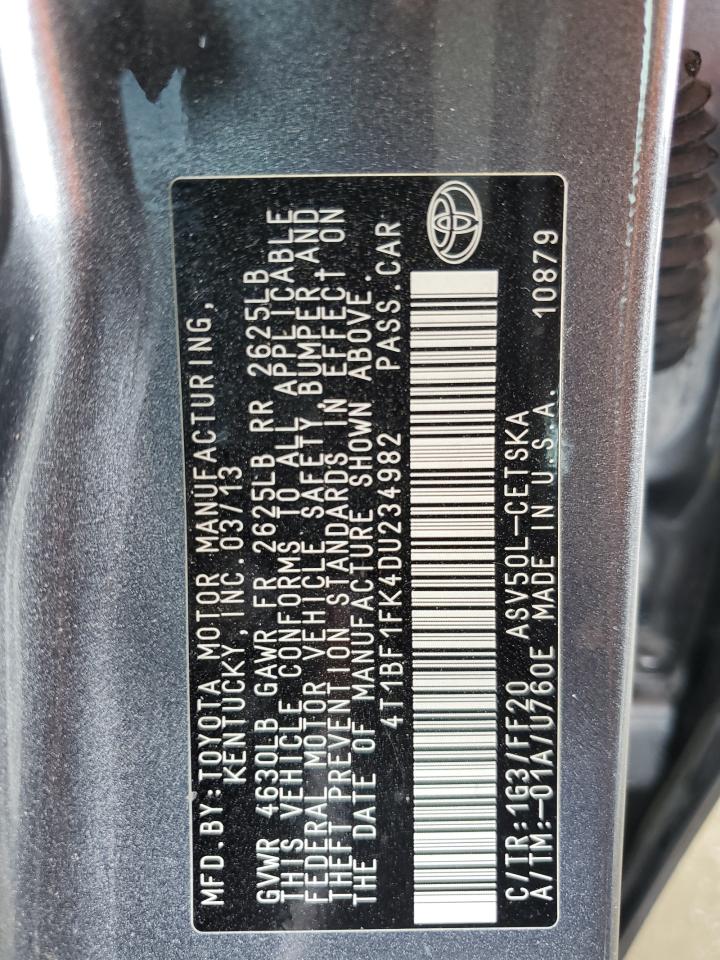 MFD.BY:TOYOTA MOTOR MANUFACTURING,
KENTUCKY, INC.03/13
GVWR 4630LB GAWR FR 2625LB RR 2625LB
THIS VEHICLE CONFORMS TO ALL APPLICABLE
FEDERAL MOTOR VEHICLE SAFETY, BUMPER AND
THEFT PREVENTION STANDARDS IN EFFECT ON
THE DATE OF MANUFACTURE SHOWN ABOVE.
4T1BF1FK4DU234982 PASS.CAR
C/TR:1G3/FF20 ASV50L-CETSKA
A/TM:-01A/U760E MADE IN U.S.A. 10879